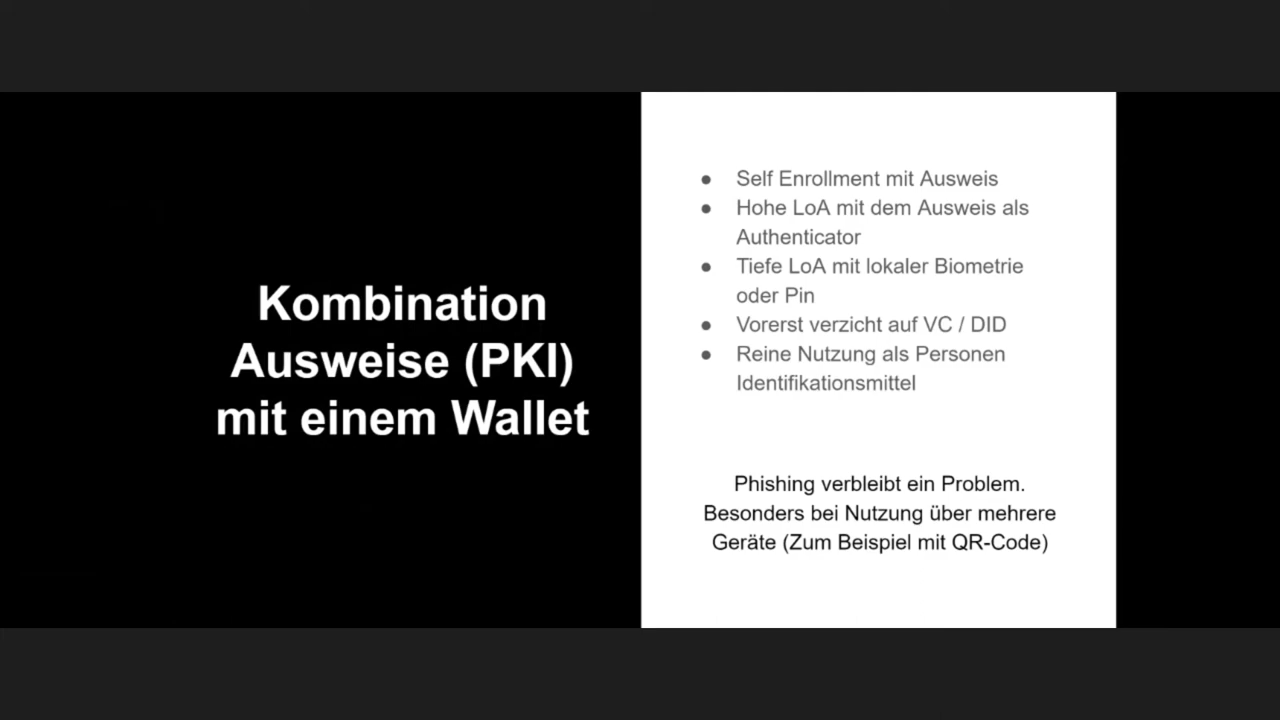 Kombination
Ausweise (PKI)
mit einem Wallet
● Self Enrollment mit Ausweis
● Hohe LoA mit dem Ausweis als
Authenticator
● Tiefe LoA mit lokaler Biometrie
oder Pin
● Vorerst verzicht auf VC / DID
● Reine Nutzung als Personen
Identifikationsmittel
Phishing verbleibt ein Problem.
Besonders bei Nutzung über mehrere
Geräte (Zum Beispiel mit QR-Code)